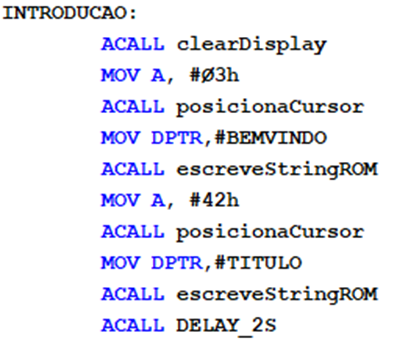 INTRODUCAO:
ACALL clearDisplay
MOV A, #Ø3h
ACALL posicionaCursor
MOV DPTR,#BEMVINDO
ACALL escreveStringROM
MOV A, #42h
ACALL posicionaCursor
MOV DPTR,#TITULO
ACALL escreveStringROM
ACALL DELAY_2S